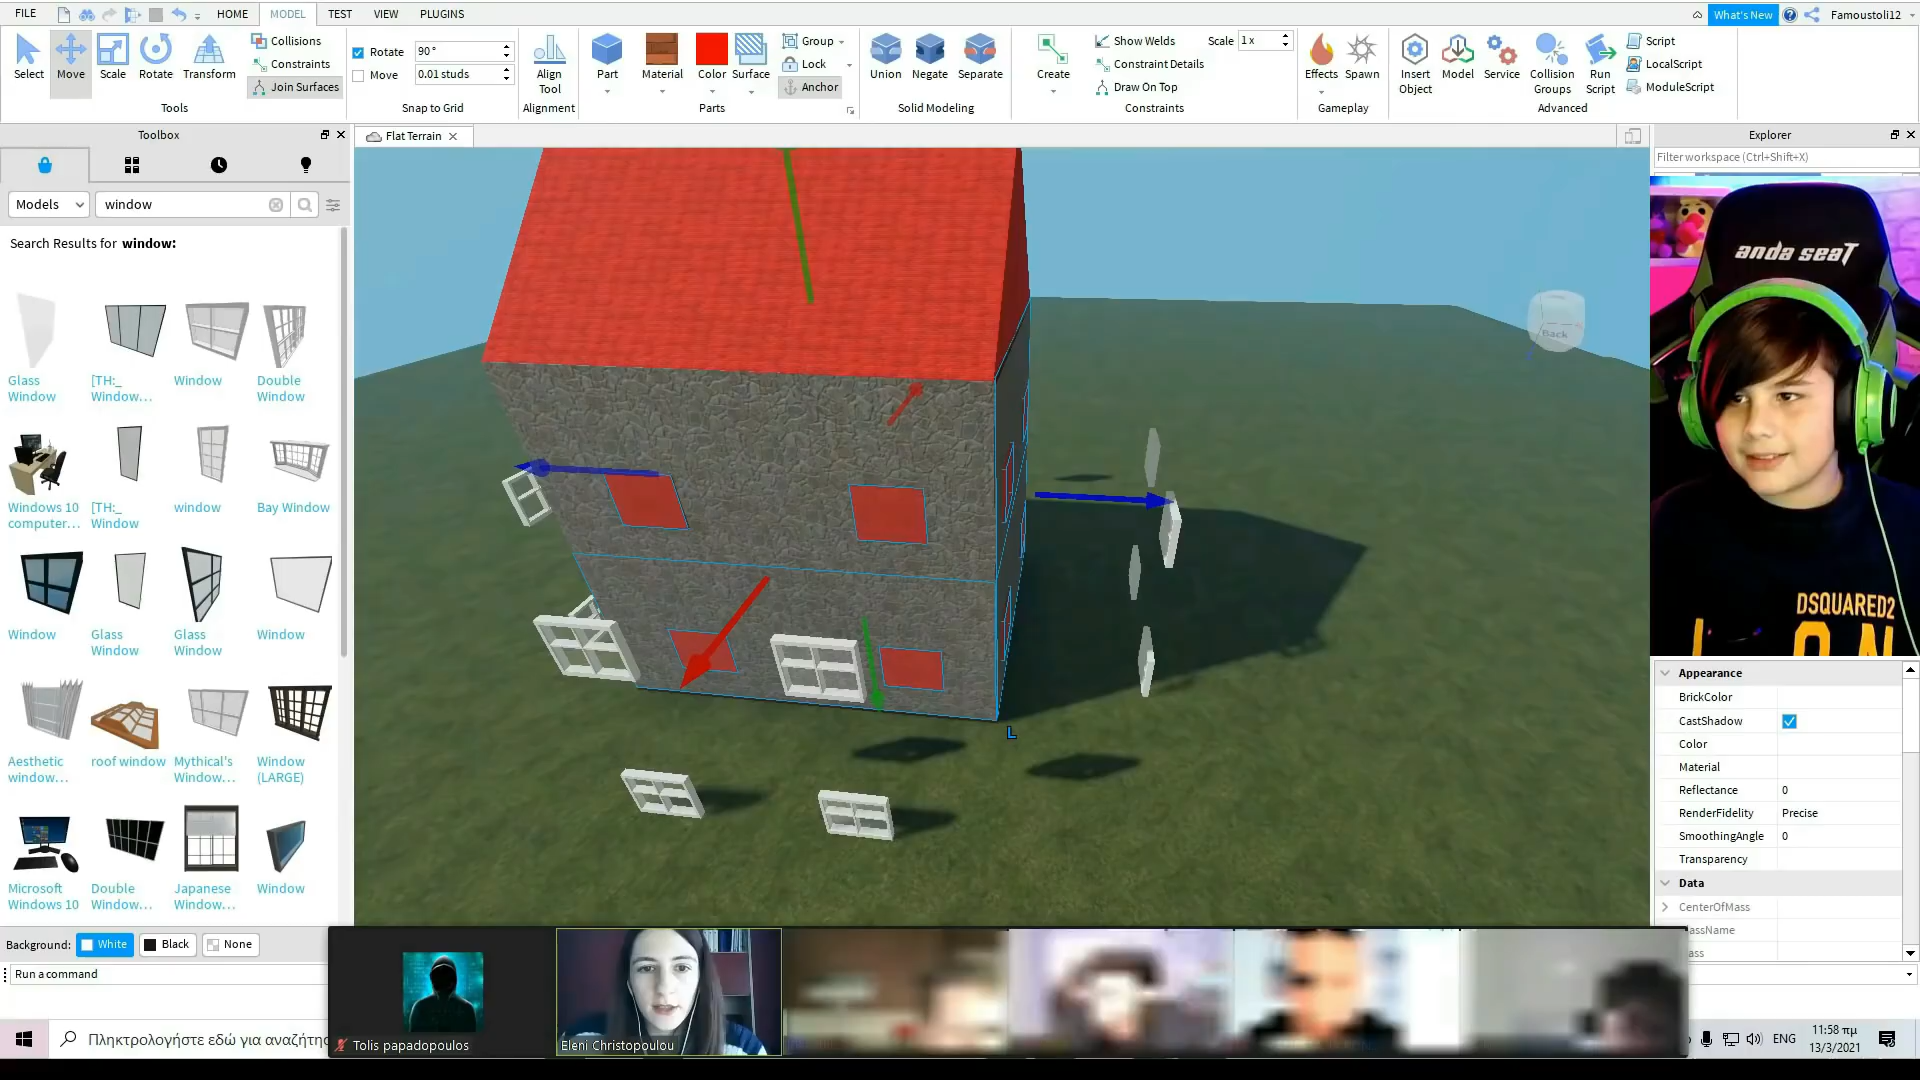 FILE HOME MODEL TEST VIEW PLUGINS What's New Famoustoli12
Select Move Scale Rotate Transform
Collisions
Constraints
Join Surfaces
Tools
Rotate 90°
Move 0.01 studs
Snap to Grid
Align Tool
Alignment
Part Material Color Surface
Group
Lock
Anchor
Parts
Union Negate Separate
Solid Modeling
Create
Show Welds Scale 1x
Constraint Details
Draw On Top
Constraints
Effects Spawn
Gameplay
Insert Object Model Service Collision Groups Run Script
Script
LocalScript
ModuleScript
Advanced
Toolbox
Models window
Search Results for window:
Glass Window
[TH:_ Window...
Window
Double Window
Windows 10 computer...
[TH:_ Window
window
Bay Window
Window
Glass Window
Glass Window
Window
Aesthetic window...
roof window
Mythical's Window...
Window (LARGE)
Microsoft Windows 10
Double Window...
Japanese Window...
Window
Background: White Black None
Run a command
Flat Terrain
Back
L
Explorer
Filter workspace (Ctrl+Shift+X)
anda seaT
DSQUARED2
Appearance
BrickColor
CastShadow
Color
Material
Reflectance 0
RenderFidelity Precise
SmoothingAngle 0
Transparency
Data
CenterOfMass
assName
ass
Tolis papadopoulos
Eleni Christopoulou
Πληκτρολογήστε εδώ για αναζήτησ
ENG
11:58 πμ
13/3/2021